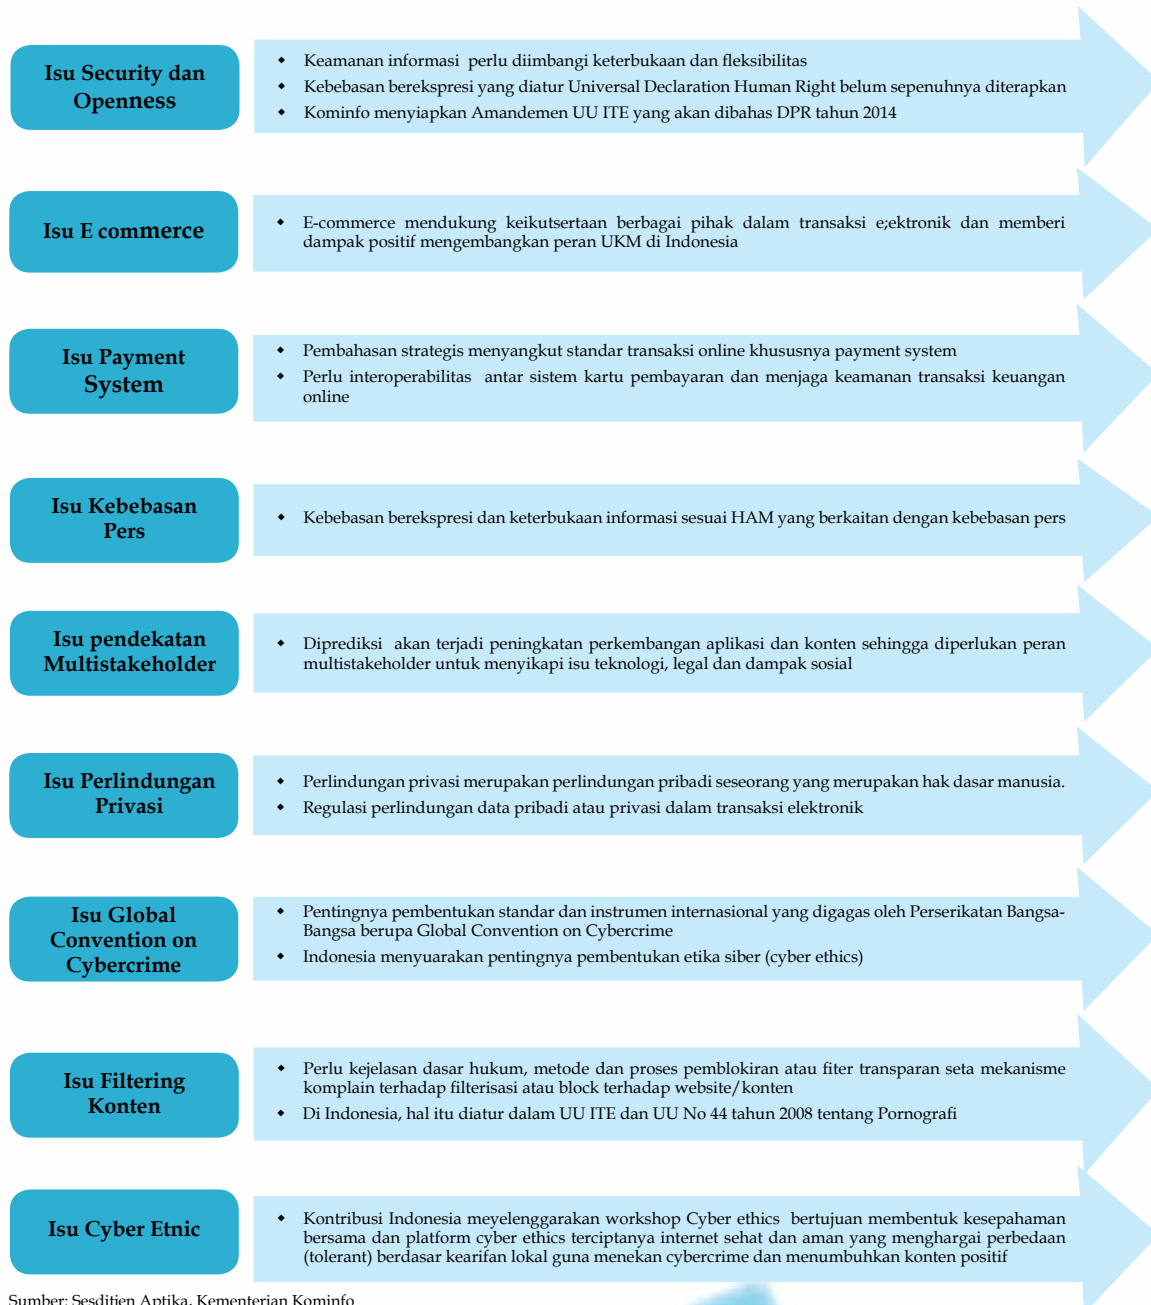 Isu Security dan
Openness
◆ Keamanan informasi perlu diimbangi keterbukaan dan fleksibilitas
◆ Kebebasan berekspresi yang diatur Universal Declaration Human Right belum sepenuhnya diterapkan
◆ Kominfo menyiapkan Amandemen UU ITE yang akan dibahas DPR tahun 2014
Isu E commerce
◆ E-commerce mendukung keikutsertaan berbagai pihak dalam transaksi e;ektronik dan memberi
dampak positif mengembangkan peran UKM di Indonesia
Isu Payment
System
◆ Pembahasan strategis menyangkut standar transaksi online khususnya payment system
◆ Perlu interoperabilitas antar sistem kartu pembayaran dan menjaga keamanan transaksi keuangan
online
Isu Kebebasan
Pers
◆ Kebebasan berekspresi dan keterbukaan informasi sesuai HAM yang berkaitan dengan kebebasan pers
Isu pendekatan
Multistakeholder
◆ Diprediksi akan terjadi peningkatan perkembangan aplikasi dan konten sehingga diperlukan peran
multistakeholder untuk menyikapi isu teknologi, legal dan dampak sosial
Isu Perlindungan
Privasi
◆ Perlindungan privasi merupakan perlindungan pribadi seseorang yang merupakan hak dasar manusia.
◆ Regulasi perlindungan data pribadi atau privasi dalam transaksi elektronik
Isu Global
Convention on
Cybercrime
◆ Pentingnya pembentukan standar dan instrumen internasional yang digagas oleh Perserikatan Bangsa-
Bangsa berupa Global Convention on Cybercrime
◆ Indonesia menyuarakan pentingnya pembentukan etika siber (cyber ethics)
Isu Filtering
Konten
◆ Perlu kejelasan dasar hukum, metode dan proses pemblokiran atau fiter transparan seta mekanisme
komplain terhadap filterisasi atau block terhadap website/konten
◆ Di Indonesia, hal itu diatur dalam UU ITE dan UU No 44 tahun 2008 tentang Pornografi
Isu Cyber Etnic
◆ Kontribusi Indonesia meyelenggarakan workshop Cyber ethics bertujuan membentuk kesepahaman
bersama dan platform cyber ethics terciptanya internet sehat dan aman yang menghargai perbedaan
(tolerant) berdasar kearifan lokal guna menekan cybercrime dan menumbuhkan konten positif
Sumber: Sesditjen Aptika, Kementerian Kominfo